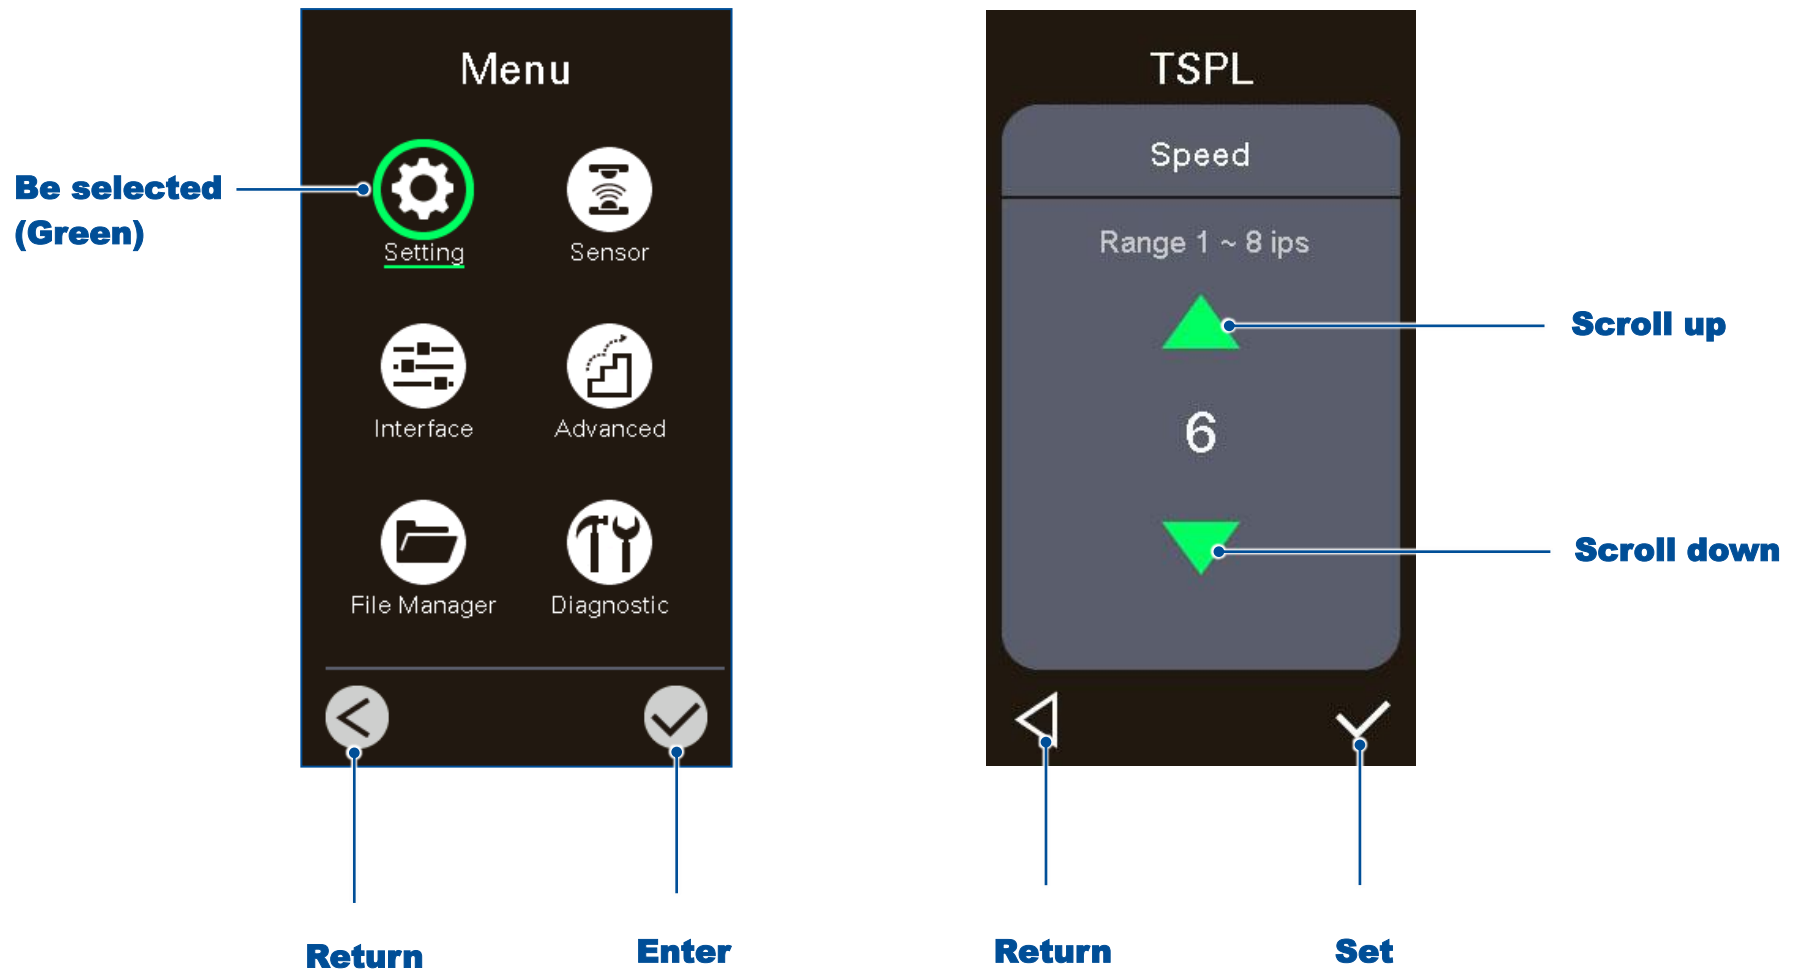 Menu
Be selected
(Green)
Setting
Sensor
Interface
Advanced
File Manager
Diagnostic
Return
Enter
TSPL
Speed
Range 1 ~ 8 ips
Scroll up
6
Scroll down
Return
Set